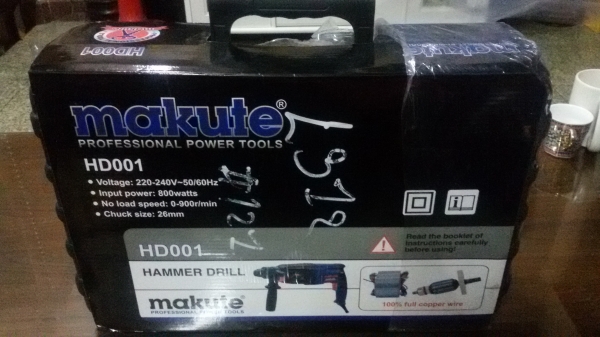 HD001
makute®
PROFESSIONAL POWER TOOLS
HD001
• Voltage: 220-240V~50/60Hz
• Input power: 800watts
• No load speed: 0-900r/min
• Chuck size: 26mm
#122
HD001
HAMMER DRILL
makute
PROFESSIONAL POWER TOOLS
Read the booklet of
instructions carefully
before using!
100% full copper wire